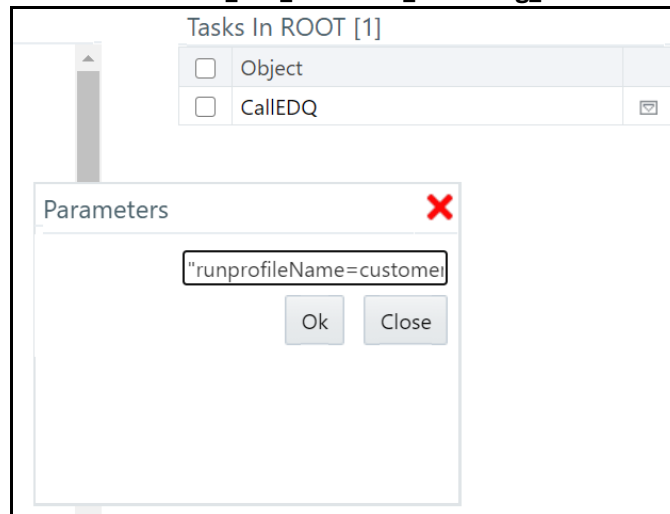 Tasks In ROOT [1]
Object
CallEDQ
Parameters
"runprofileName=customer
Ok
Close